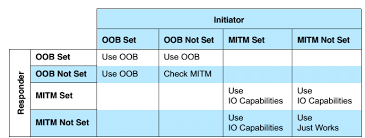 Initiator
OOB Set OOB Not Set MITM Set MITM Not Set
Responder
OOB Set Use OOB Use OOB
OOB Not Set Use OOB Check MITM
MITM Set Use IO Capabilities Use IO Capabilities
MITM Not Set Use IO Capabilities Use Just Works